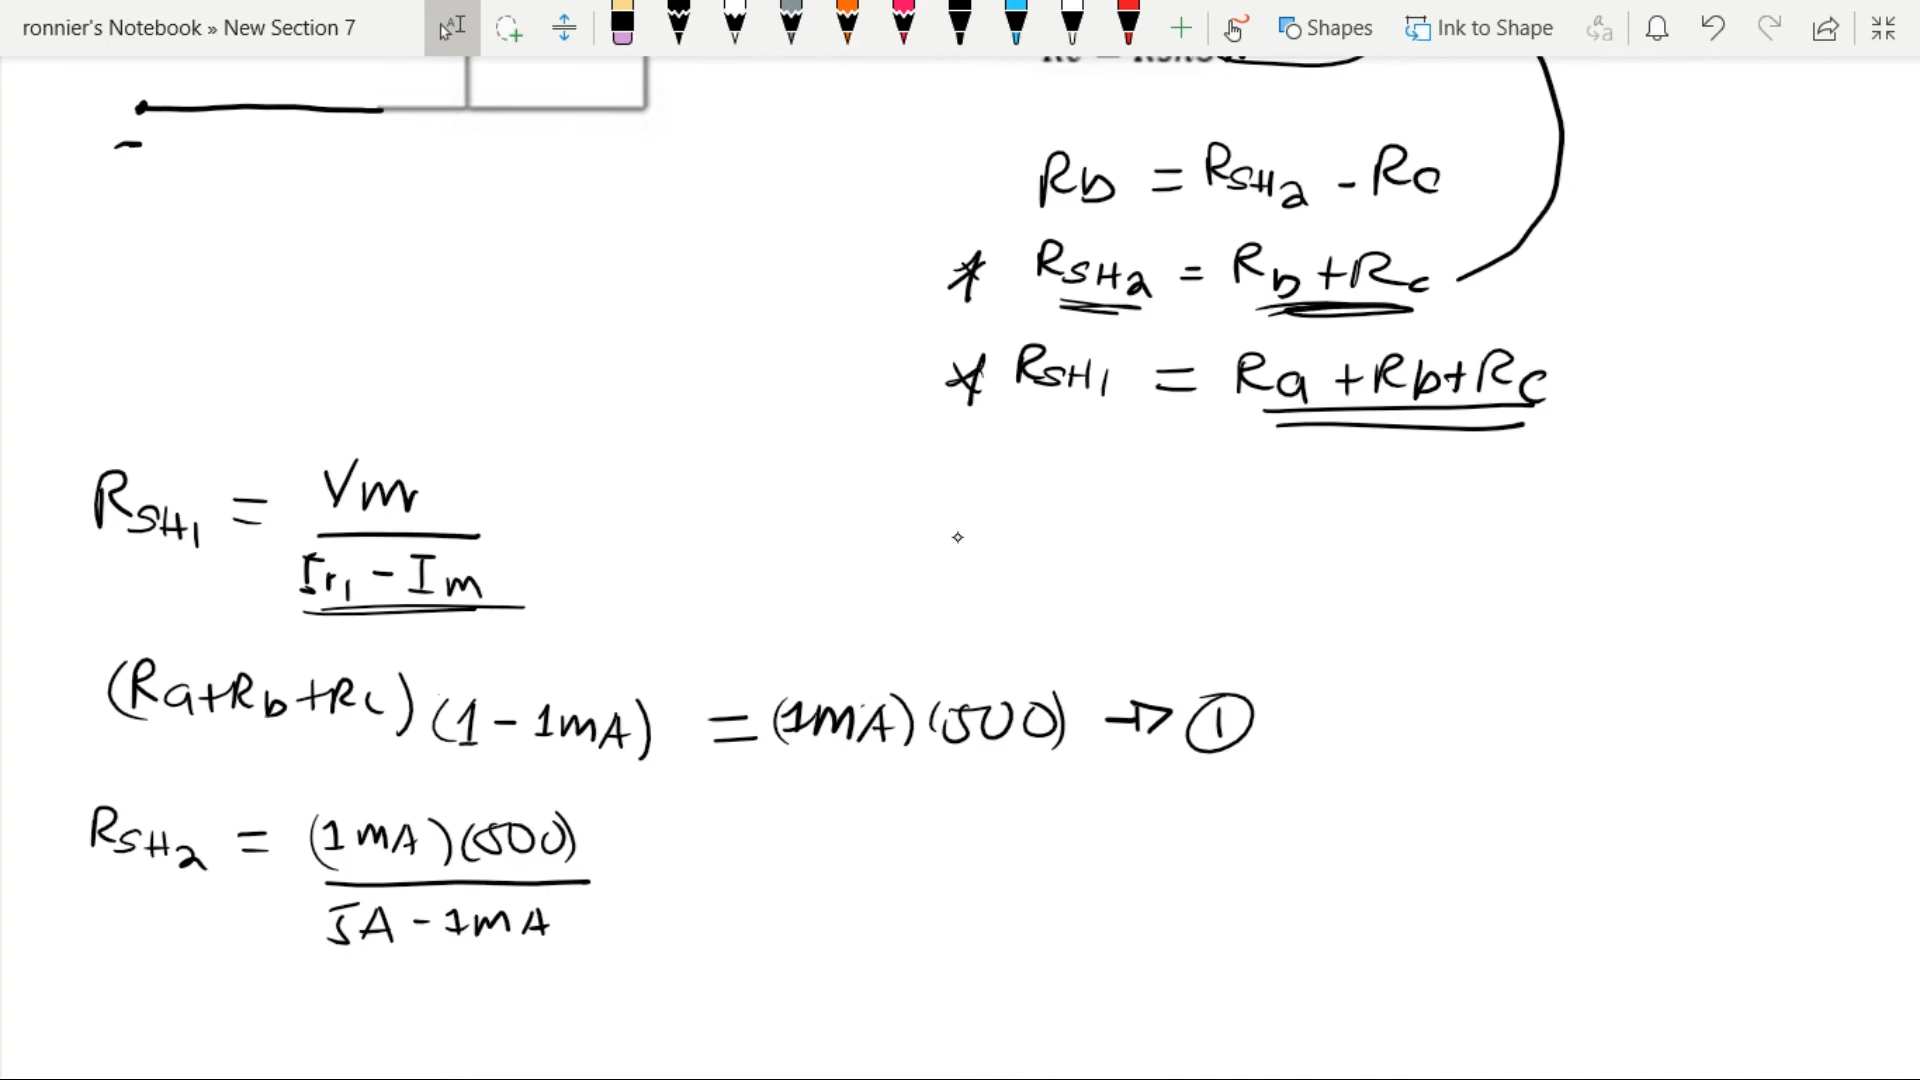 ronnier's Notebook » New Section 7
Shapes
Ink to Shape
Rb = RSH2 - Rc
* RSH2 = Rb + Rc
* RSH1 = Ra + Rb + Rc
RSH1 = Vm
Ir1 - Im
(Ra+Rb+Rc) (1 - 1mA) = (1mA)(500) → ①
RSH2 = (1mA)(500)
5A - 1mA